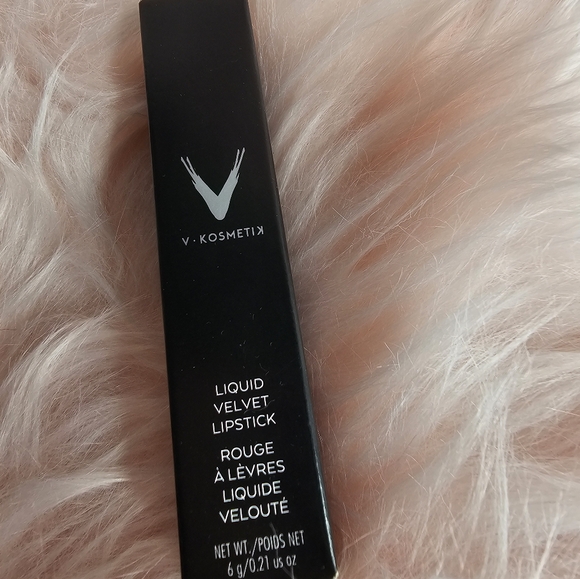 V
V·KOSMETIK
LIQUID
VELVET
LIPSTICK
ROUGE
À LÈVRES
LIQUIDE
VELOUTÉ
NET WT./POIDS NET
6 g/0.21 us oz